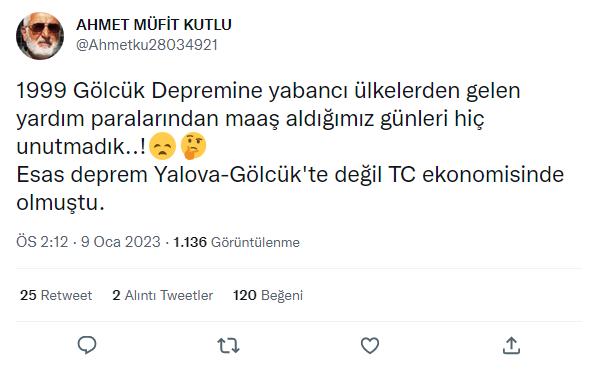 AHMET MÜFİT KUTLU
@Ahmetku28034921
1999 Gölcük Depremine yabancı ülkelerden gelen
yardım paralarından maaş aldığımız günleri hiç
unutmadık..!😞🤔
Esas deprem Yalova-Gölcük'te değil TC ekonomisinde
olmuştu.
ÖS 2:12 · 9 Oca 2023 · 1.136 Görüntülenme
25 Retweet 2 Alıntı Tweetler 120 Beğeni